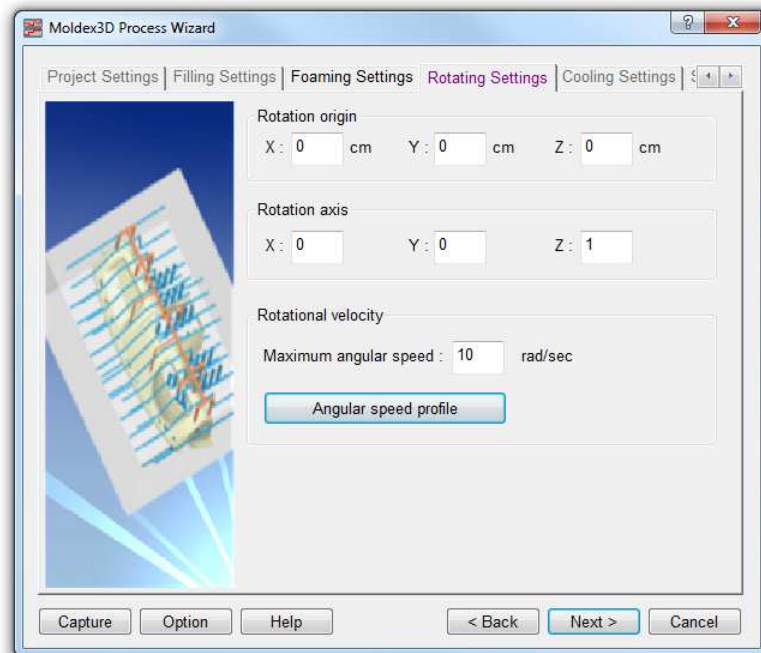 Moldex3D Process Wizard
?
Project Settings Filling Settings Foaming Settings Rotating Settings Cooling Settings
Rotation origin
X : 0 cm Y : 0 cm Z : 0 cm
Rotation axis
X : 0 Y : 0 Z : 1
Rotational velocity
Maximum angular speed : 10 rad/sec
Angular speed profile
Capture Option Help < Back Next > Cancel